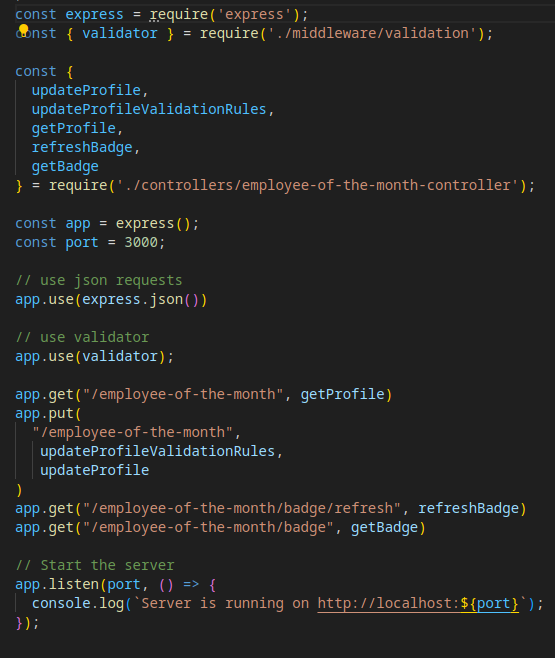 const express = require('express');
const { validator } = require('./middleware/validation');
const {
updateProfile,
updateProfileValidationRules,
getProfile,
refreshBadge,
getBadge
} = require('./controllers/employee-of-the-month-controller');
const app = express();
const port = 3000;
// use json requests
app.use(express.json())
// use validator
app.use(validator);
app.get("/employee-of-the-month", getProfile)
app.put(
"/employee-of-the-month",
updateProfileValidationRules,
updateProfile
)
app.get("/employee-of-the-month/badge/refresh", refreshBadge)
app.get("/employee-of-the-month/badge", getBadge)
// Start the server
app.listen(port, () => {
console.log(`Server is running on http://localhost:${port}`);
});